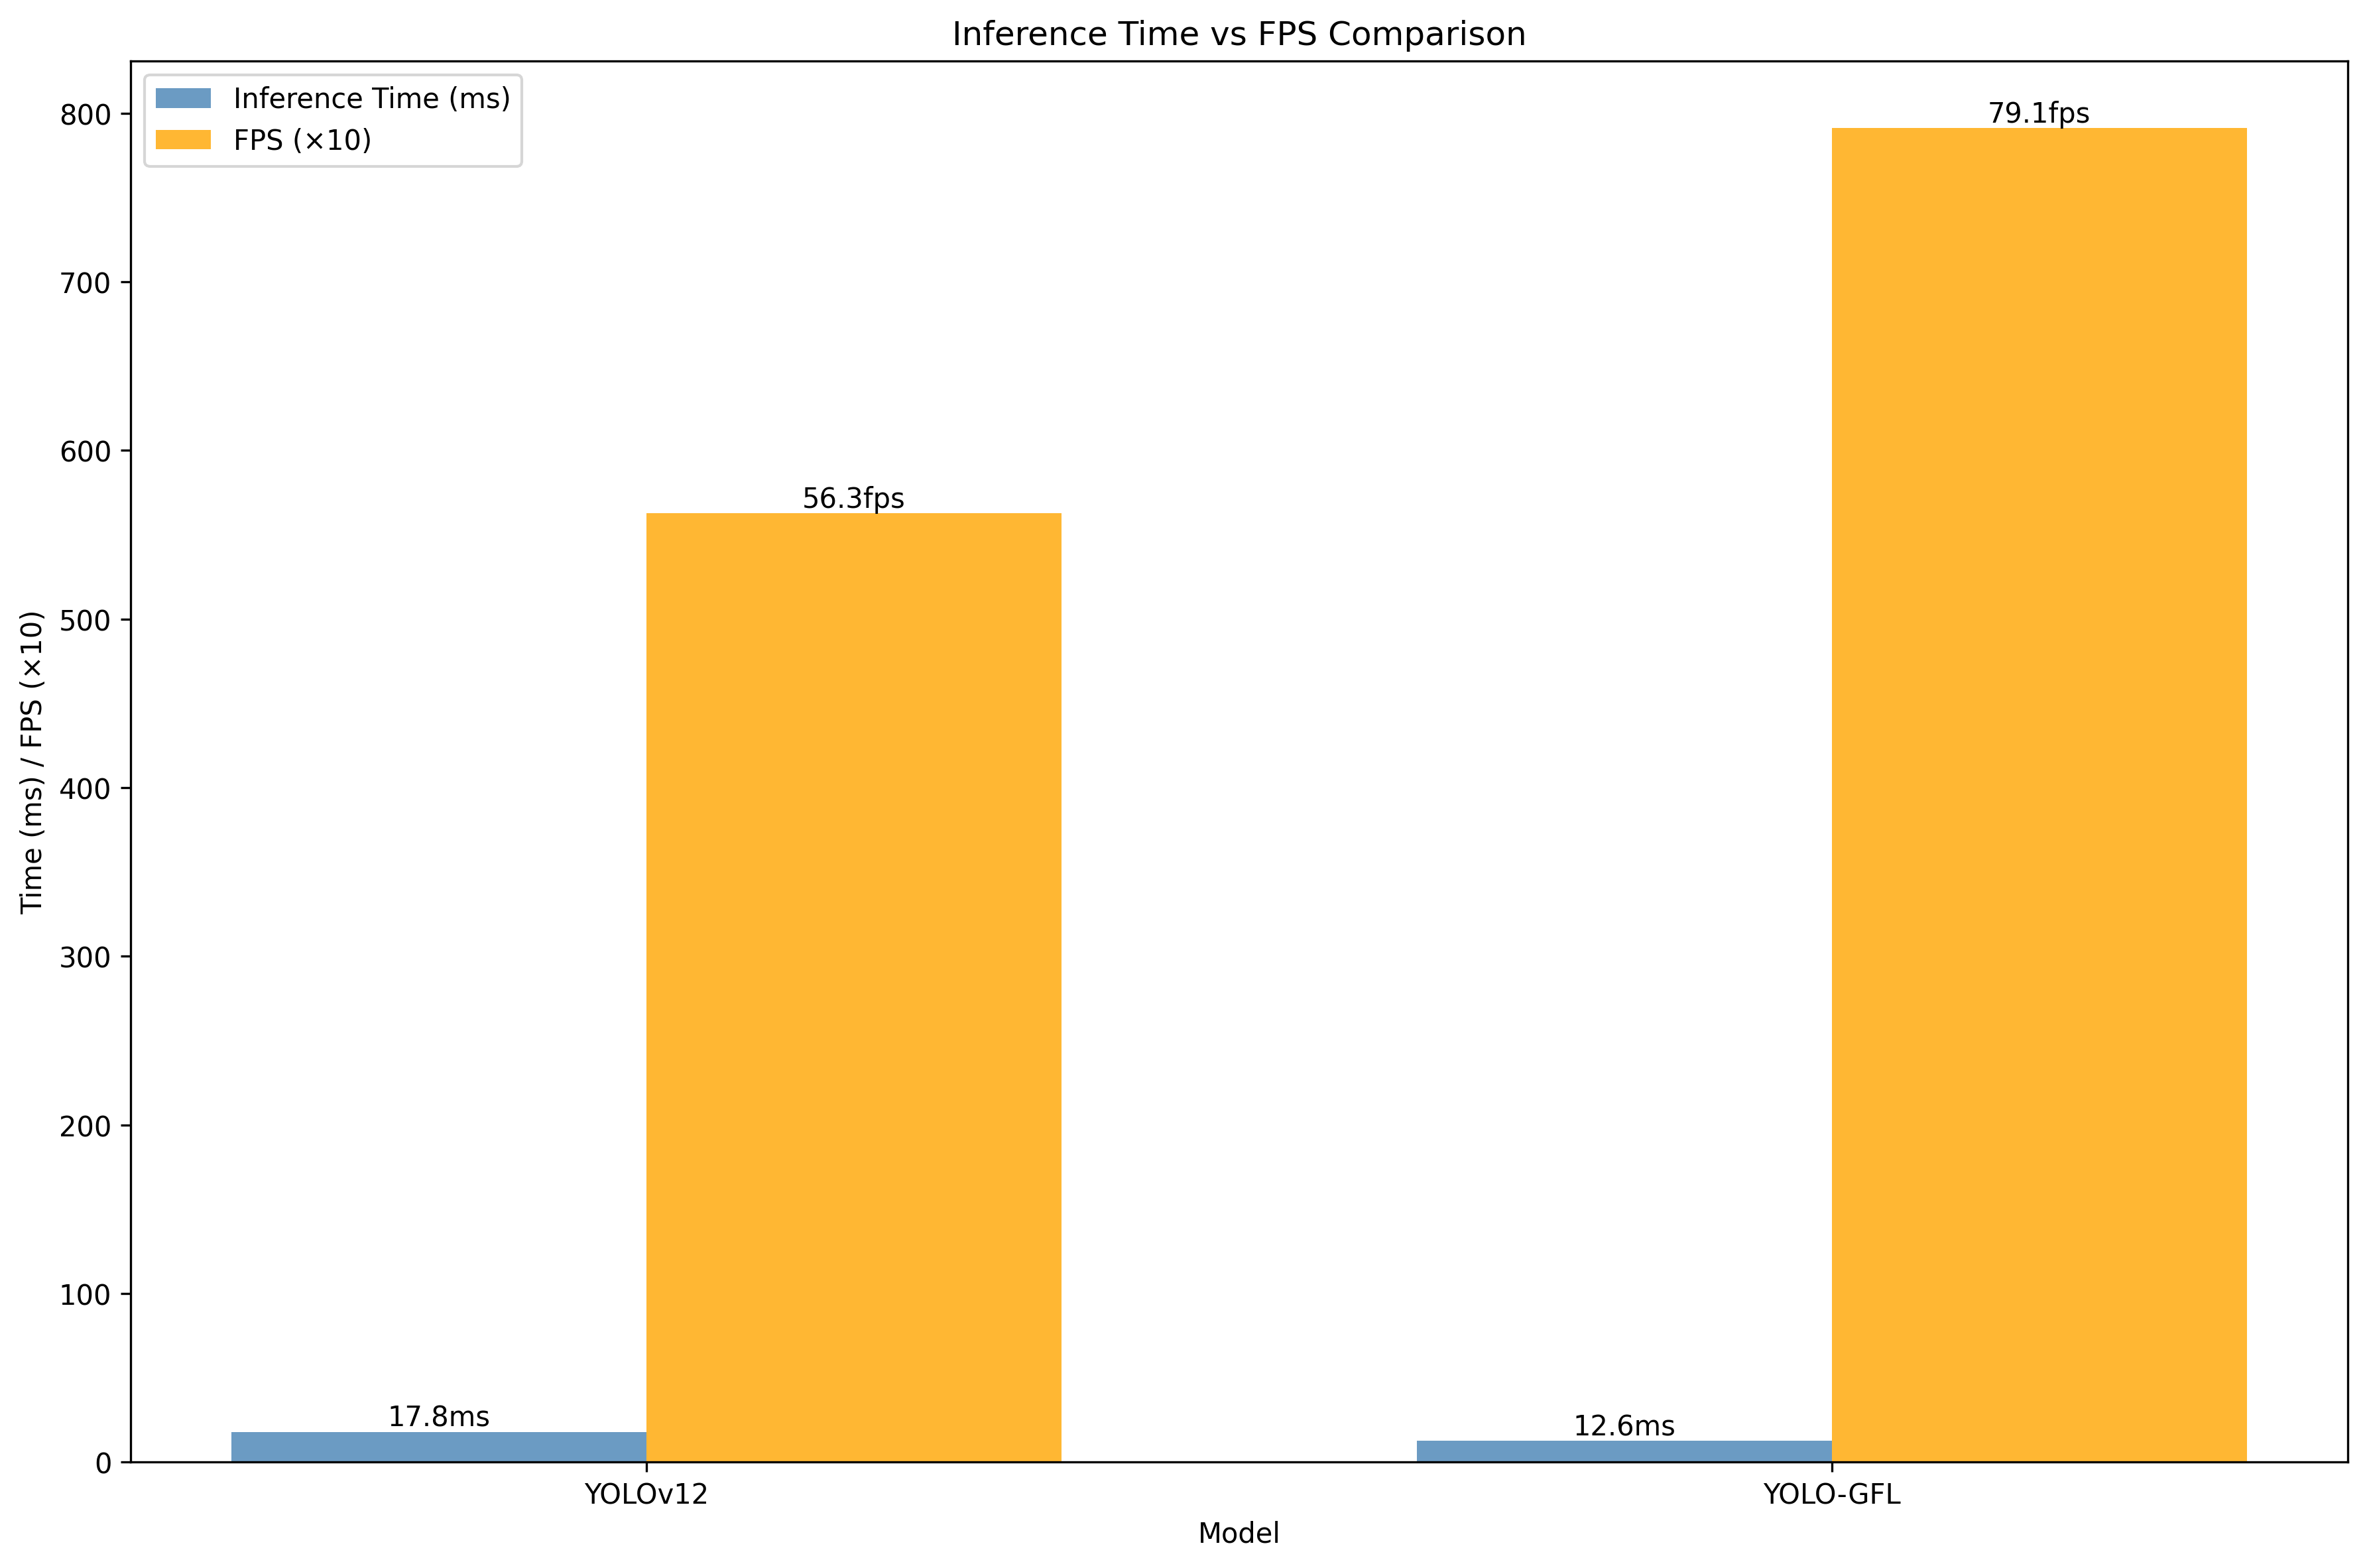 Inference Time vs FPS Comparison
Inference Time (ms)
FPS (×10)
Time (ms) / FPS (×10)
800
700
600
500
400
300
200
100
0
79.1fps
56.3fps
17.8ms
12.6ms
YOLOv12
YOLO-GFL
Model